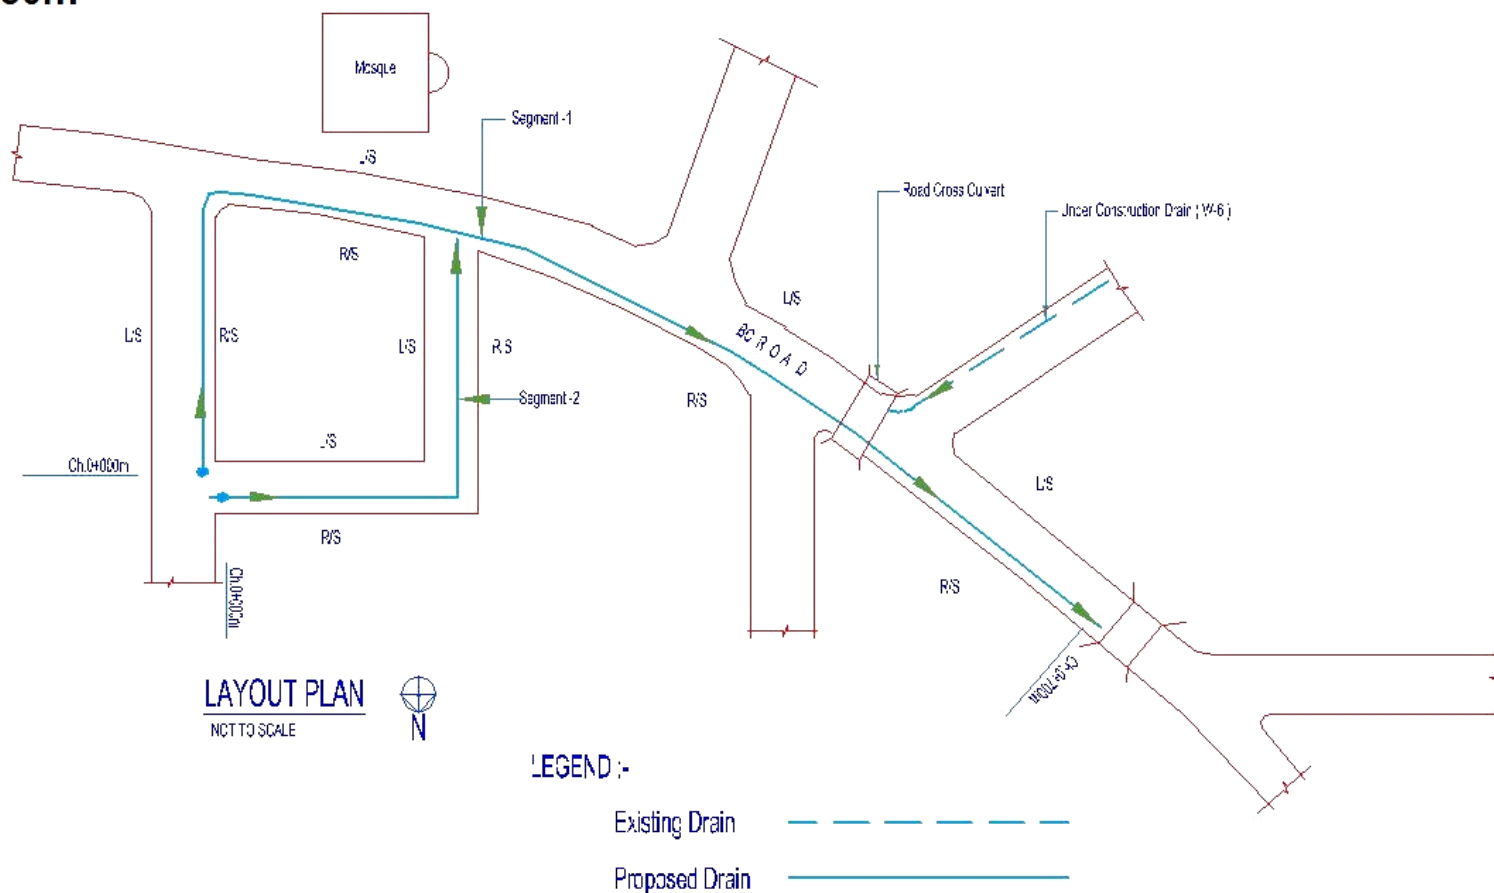 Mosque
Segment-1
L/S
Road Cross Culvert
Under Construction Drain ( W-6 )
R/S
L/S
L/S
R/S
L/S
R/S
BC ROAD
R/S
Segment-2
L/S
Ch.0+000m
L/S
R/S
R/S
Ch.0+000m
LAYOUT PLAN
NOT TO SCALE
N
LEGEND :-
Existing Drain
Proposed Drain